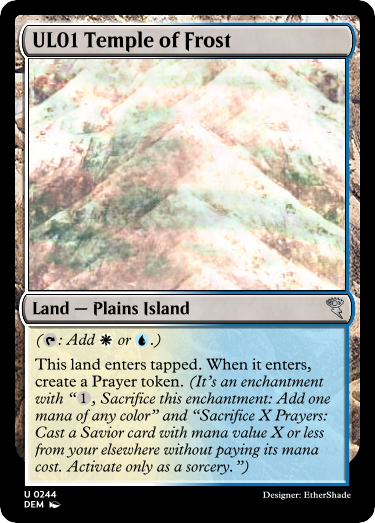 UL01 Temple of Frost
Land — Plains Island
(: Add or .)
This land enters tapped. When it enters,
create a Prayer token. (It's an enchantment
with "1, Sacrifice this enchantment: Add one
mana of any color" and "Sacrifice X Prayers:
Cast a Savior card with mana value X or less
from your elsewhere without paying its mana
cost. Activate only as a sorcery.")
U 0244
DEM
Designer: EtherShade